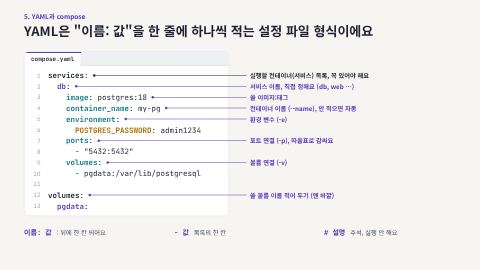 5. YAML과 compose
YAML은 "이름: 값"을 한 줄에 하나씩 적는 설정 파일 형식이에요
compose.yaml
1 services: 실행할 컨테이너(서비스) 목록, 꼭 있어야 해요
2 db: 서비스 이름, 직접 정해요 (db, web …)
3 image: postgres:18 쓸 이미지:태그
4 container_name: my-pg 컨테이너 이름 (--name), 안 적으면 자동
5 environment: 환경 변수 (-e)
6 POSTGRES_PASSWORD: admin1234
7 ports: 포트 연결 (-p), 따옴표로 감싸요
8 - "5432:5432"
9 volumes: 볼륨 연결 (-v)
10 - pgdata:/var/lib/postgresql
11
12 volumes: 쓸 볼륨 이름 적어 두기 (맨 바깥)
13 pgdata:
이름: 값 : 뒤에 한 칸 띄어요 - 값 목록의 한 칸 # 설명 주석, 실행 안 해요